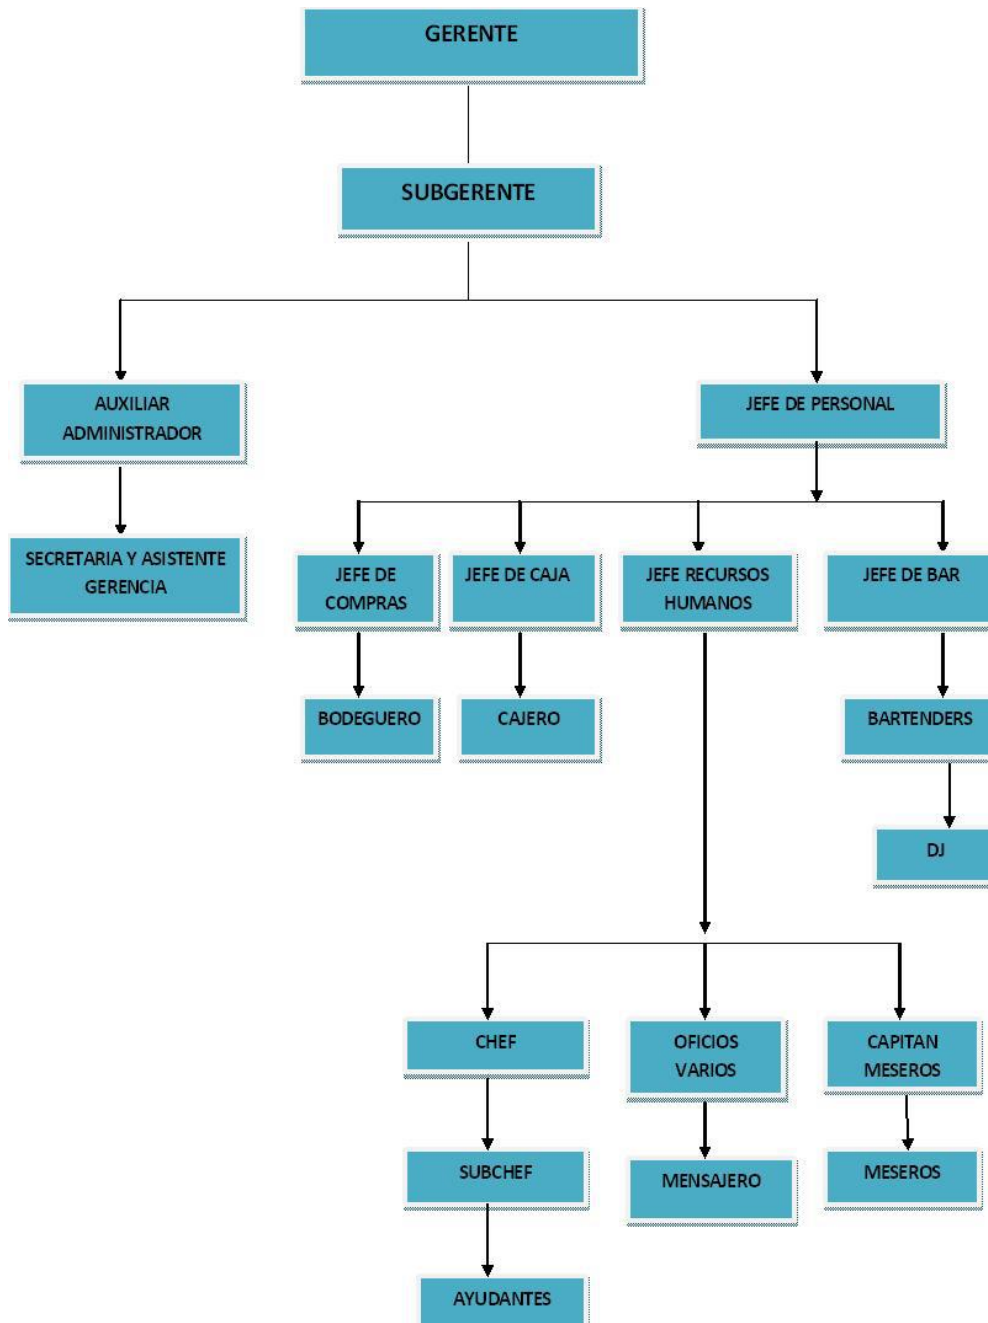 GERENTE
SUBGERENTE
AUXILIAR
ADMINISTRADOR
JEFE DE PERSONAL
SECRETARIA Y ASISTENTE
GERENCIA
JEFE DE
COMPRAS
JEFE DE CAJA
JEFE RECURSOS
HUMANOS
JEFE DE BAR
BODEGUERO
CAJERO
BARTENDERS
DJ
CHEF
OFICIOS
VARIOS
CAPITAN
MESEROS
SUBCHEF
MENSAJERO
MESEROS
AYUDANTES